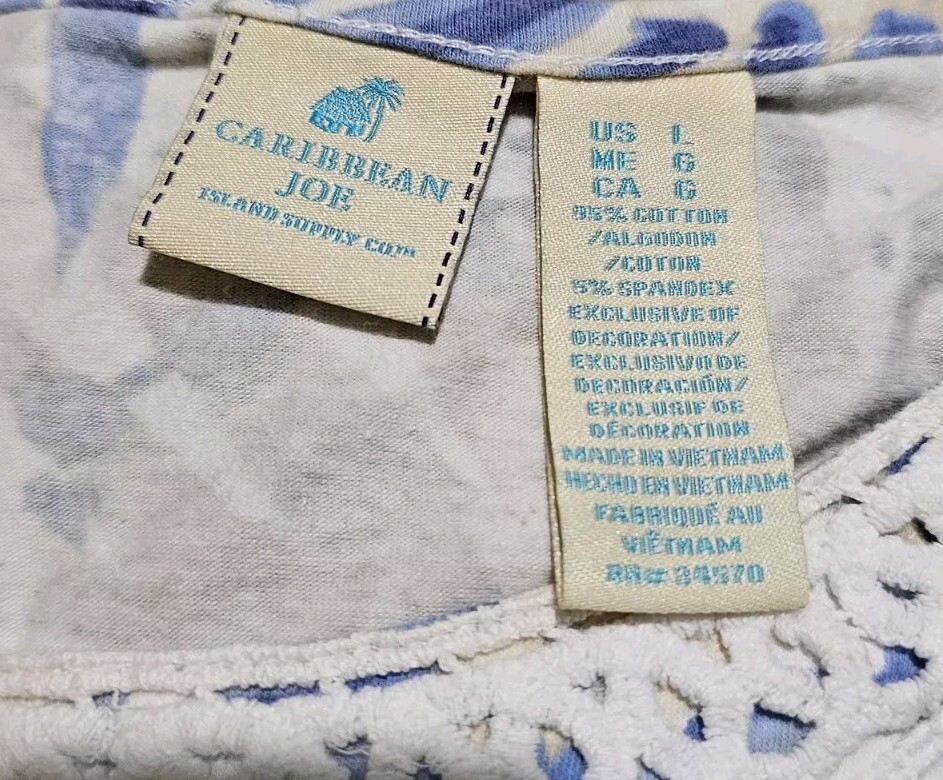 CARIBBEAN
JOE
ISLAND SUPPLY CO.™
US L
ME G
CA G
95% COTTON
/ALGODON
/COTON
5% SPANDEX
EXCLUSIVE OF
DECORATION/
EXCLUSIVO DE
DECORACIÓN/
EXCLUSIF DE
DÉCORATION
MADE IN VIETNAM
HECHO EN VIETNAM
FABRIQUÉ AU
VIÊTNAM
RN# 34570